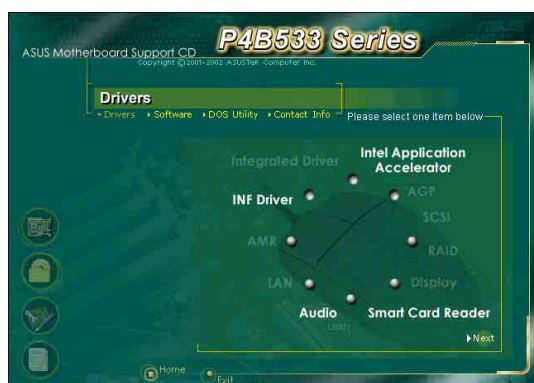 P4B533 Series
ASUS Motherboard Support CD
Copyright ©2001-2002 ASUSTeK Computer Inc.
Drivers
Drivers Software DOS Utility Contact Info
Please select one item below
Integrated Driver
Intel Application
Accelerator
INF Driver
AGP
SCSI
AMR
RAID
LAN
Display
Audio
Smart Card Reader
Utility
Next
Home
Exit